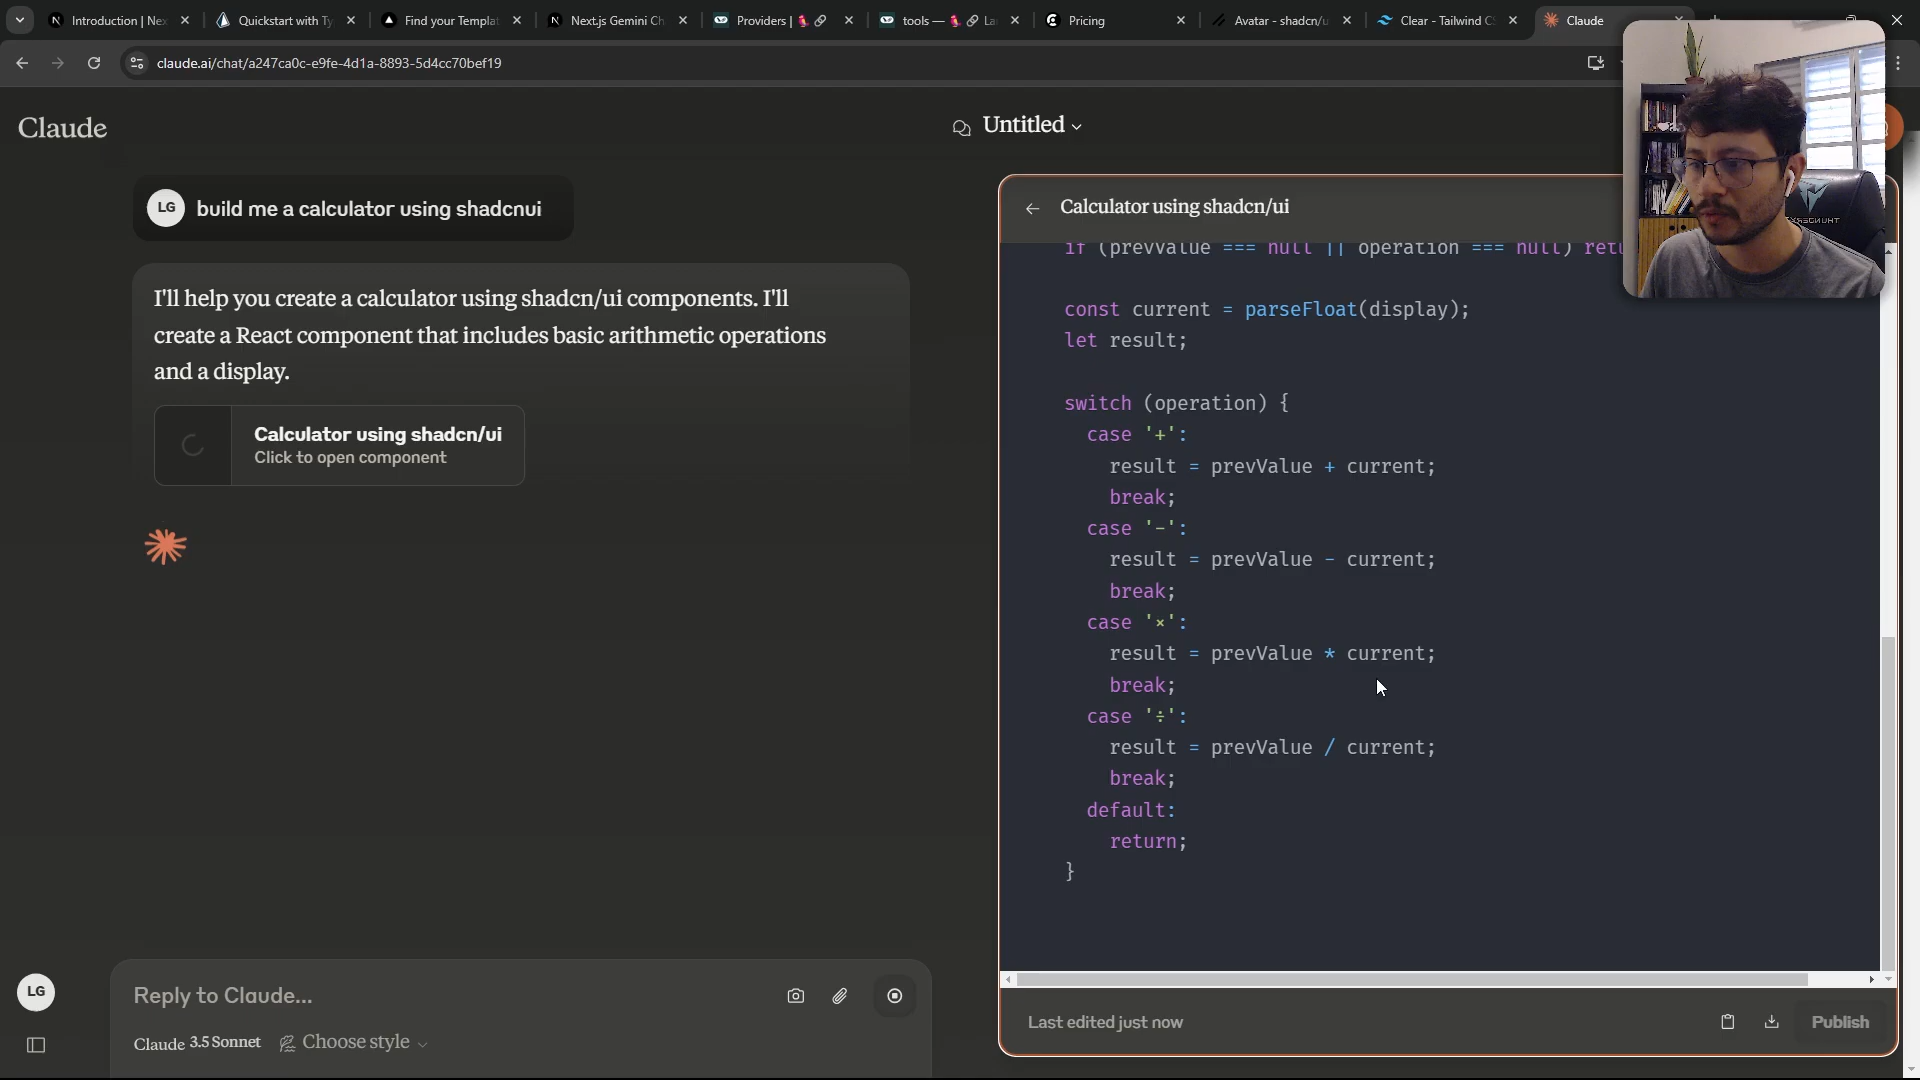 Introduction | Nex
Quickstart with Ty
Find your Templat
Next.js Gemini Ch
Providers |
tools —
La
Pricing
Avatar - shadcn/u
Clear - Tailwind C
Claude
claude.ai/chat/a247ca0c-e9fe-4d1a-8893-5d4cc70bef19
Claude
Untitled
LG
build me a calculator using shadcnui
I'll help you create a calculator using shadcn/ui components. I'll
create a React component that includes basic arithmetic operations
and a display.
Calculator using shadcn/ui
Click to open component
LG
Reply to Claude...
Claude 3.5 Sonnet
Choose style
Calculator using shadcn/ui
if (prevValue === null || operation === null) retu
const current = parseFloat(display);
let result;
switch (operation) {
case '+':
result = prevValue + current;
break;
case '-':
result = prevValue - current;
break;
case '×':
result = prevValue * current;
break;
case '÷':
result = prevValue / current;
break;
default:
return;
}
Last edited just now
Publish